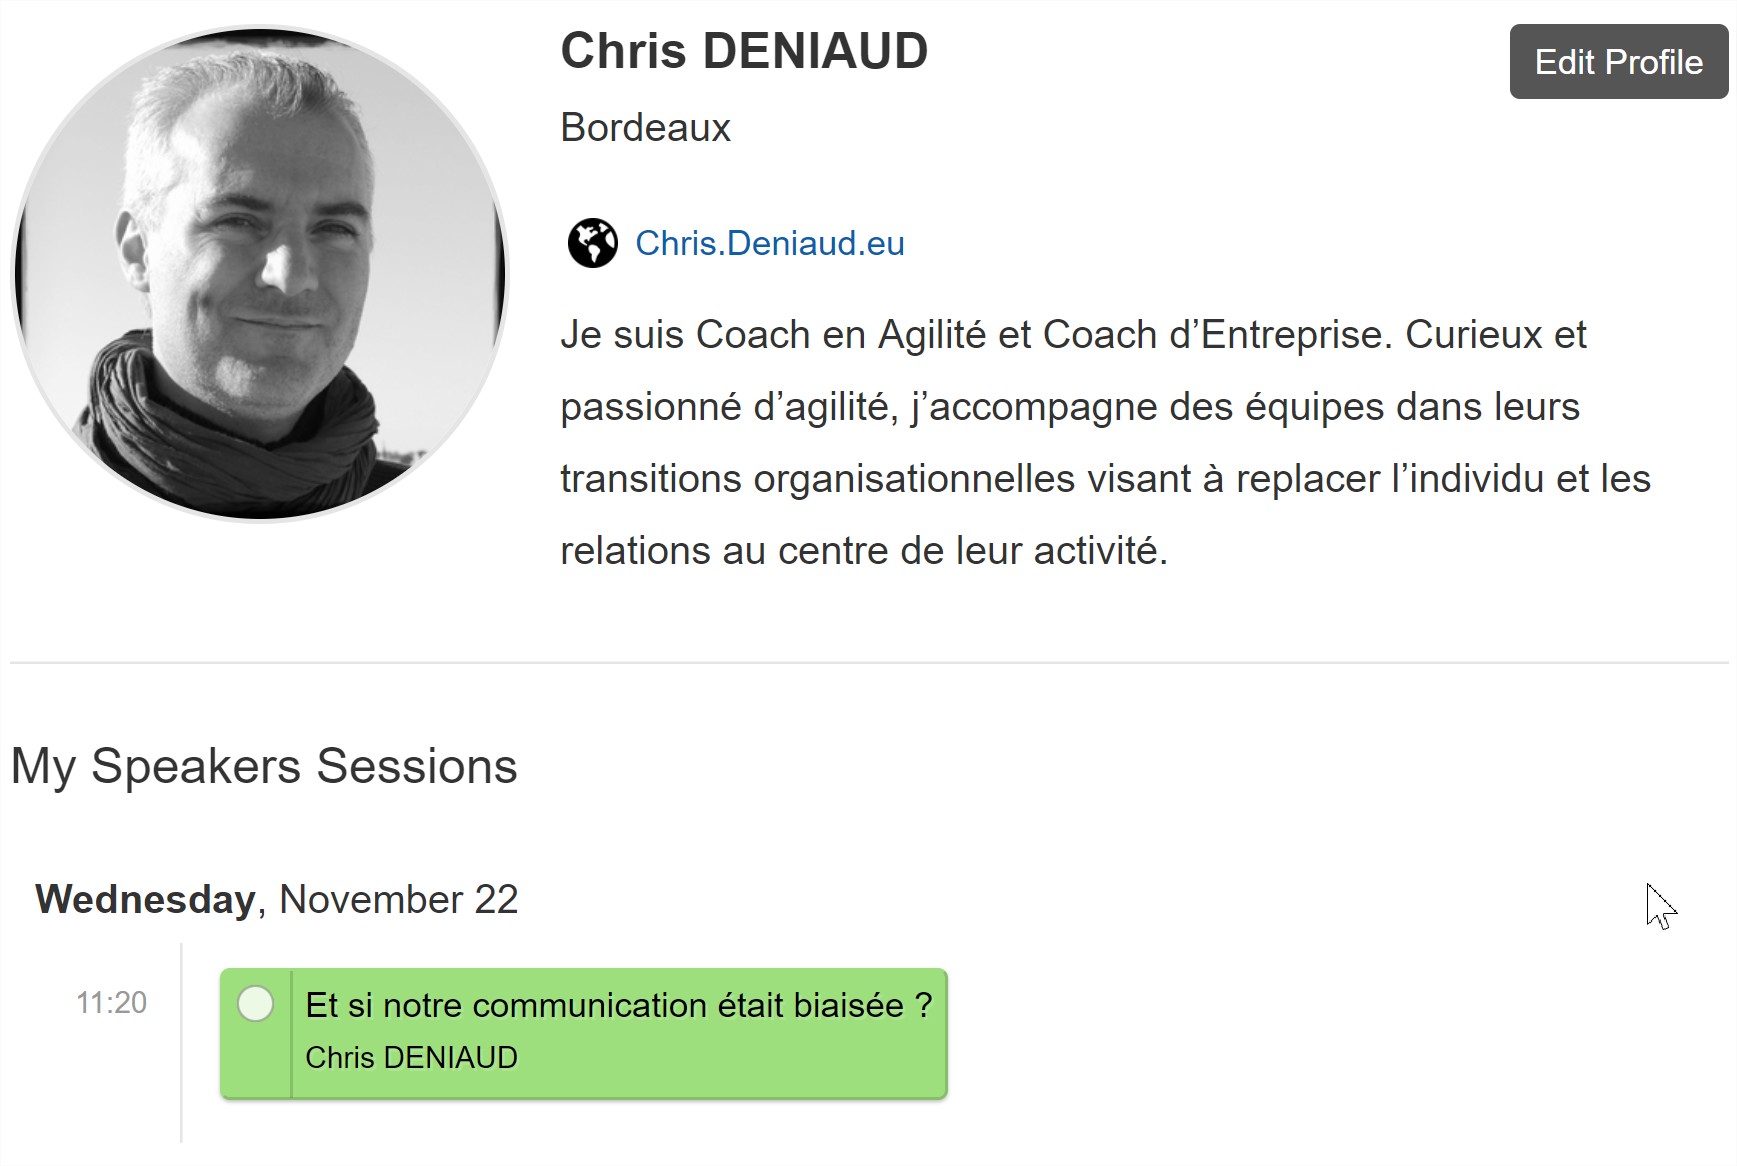 Chris DENIAUD
Edit Profile
Bordeaux
Chris.Deniaud.eu
Je suis Coach en Agilité et Coach d’Entreprise. Curieux et
passionné d’agilité, j’accompagne des équipes dans leurs
transitions organisationnelles visant à replacer l’individu et les
relations au centre de leur activité.
My Speakers Sessions
Wednesday, November 22
11:20
Et si notre communication était biaisée ?
Chris DENIAUD